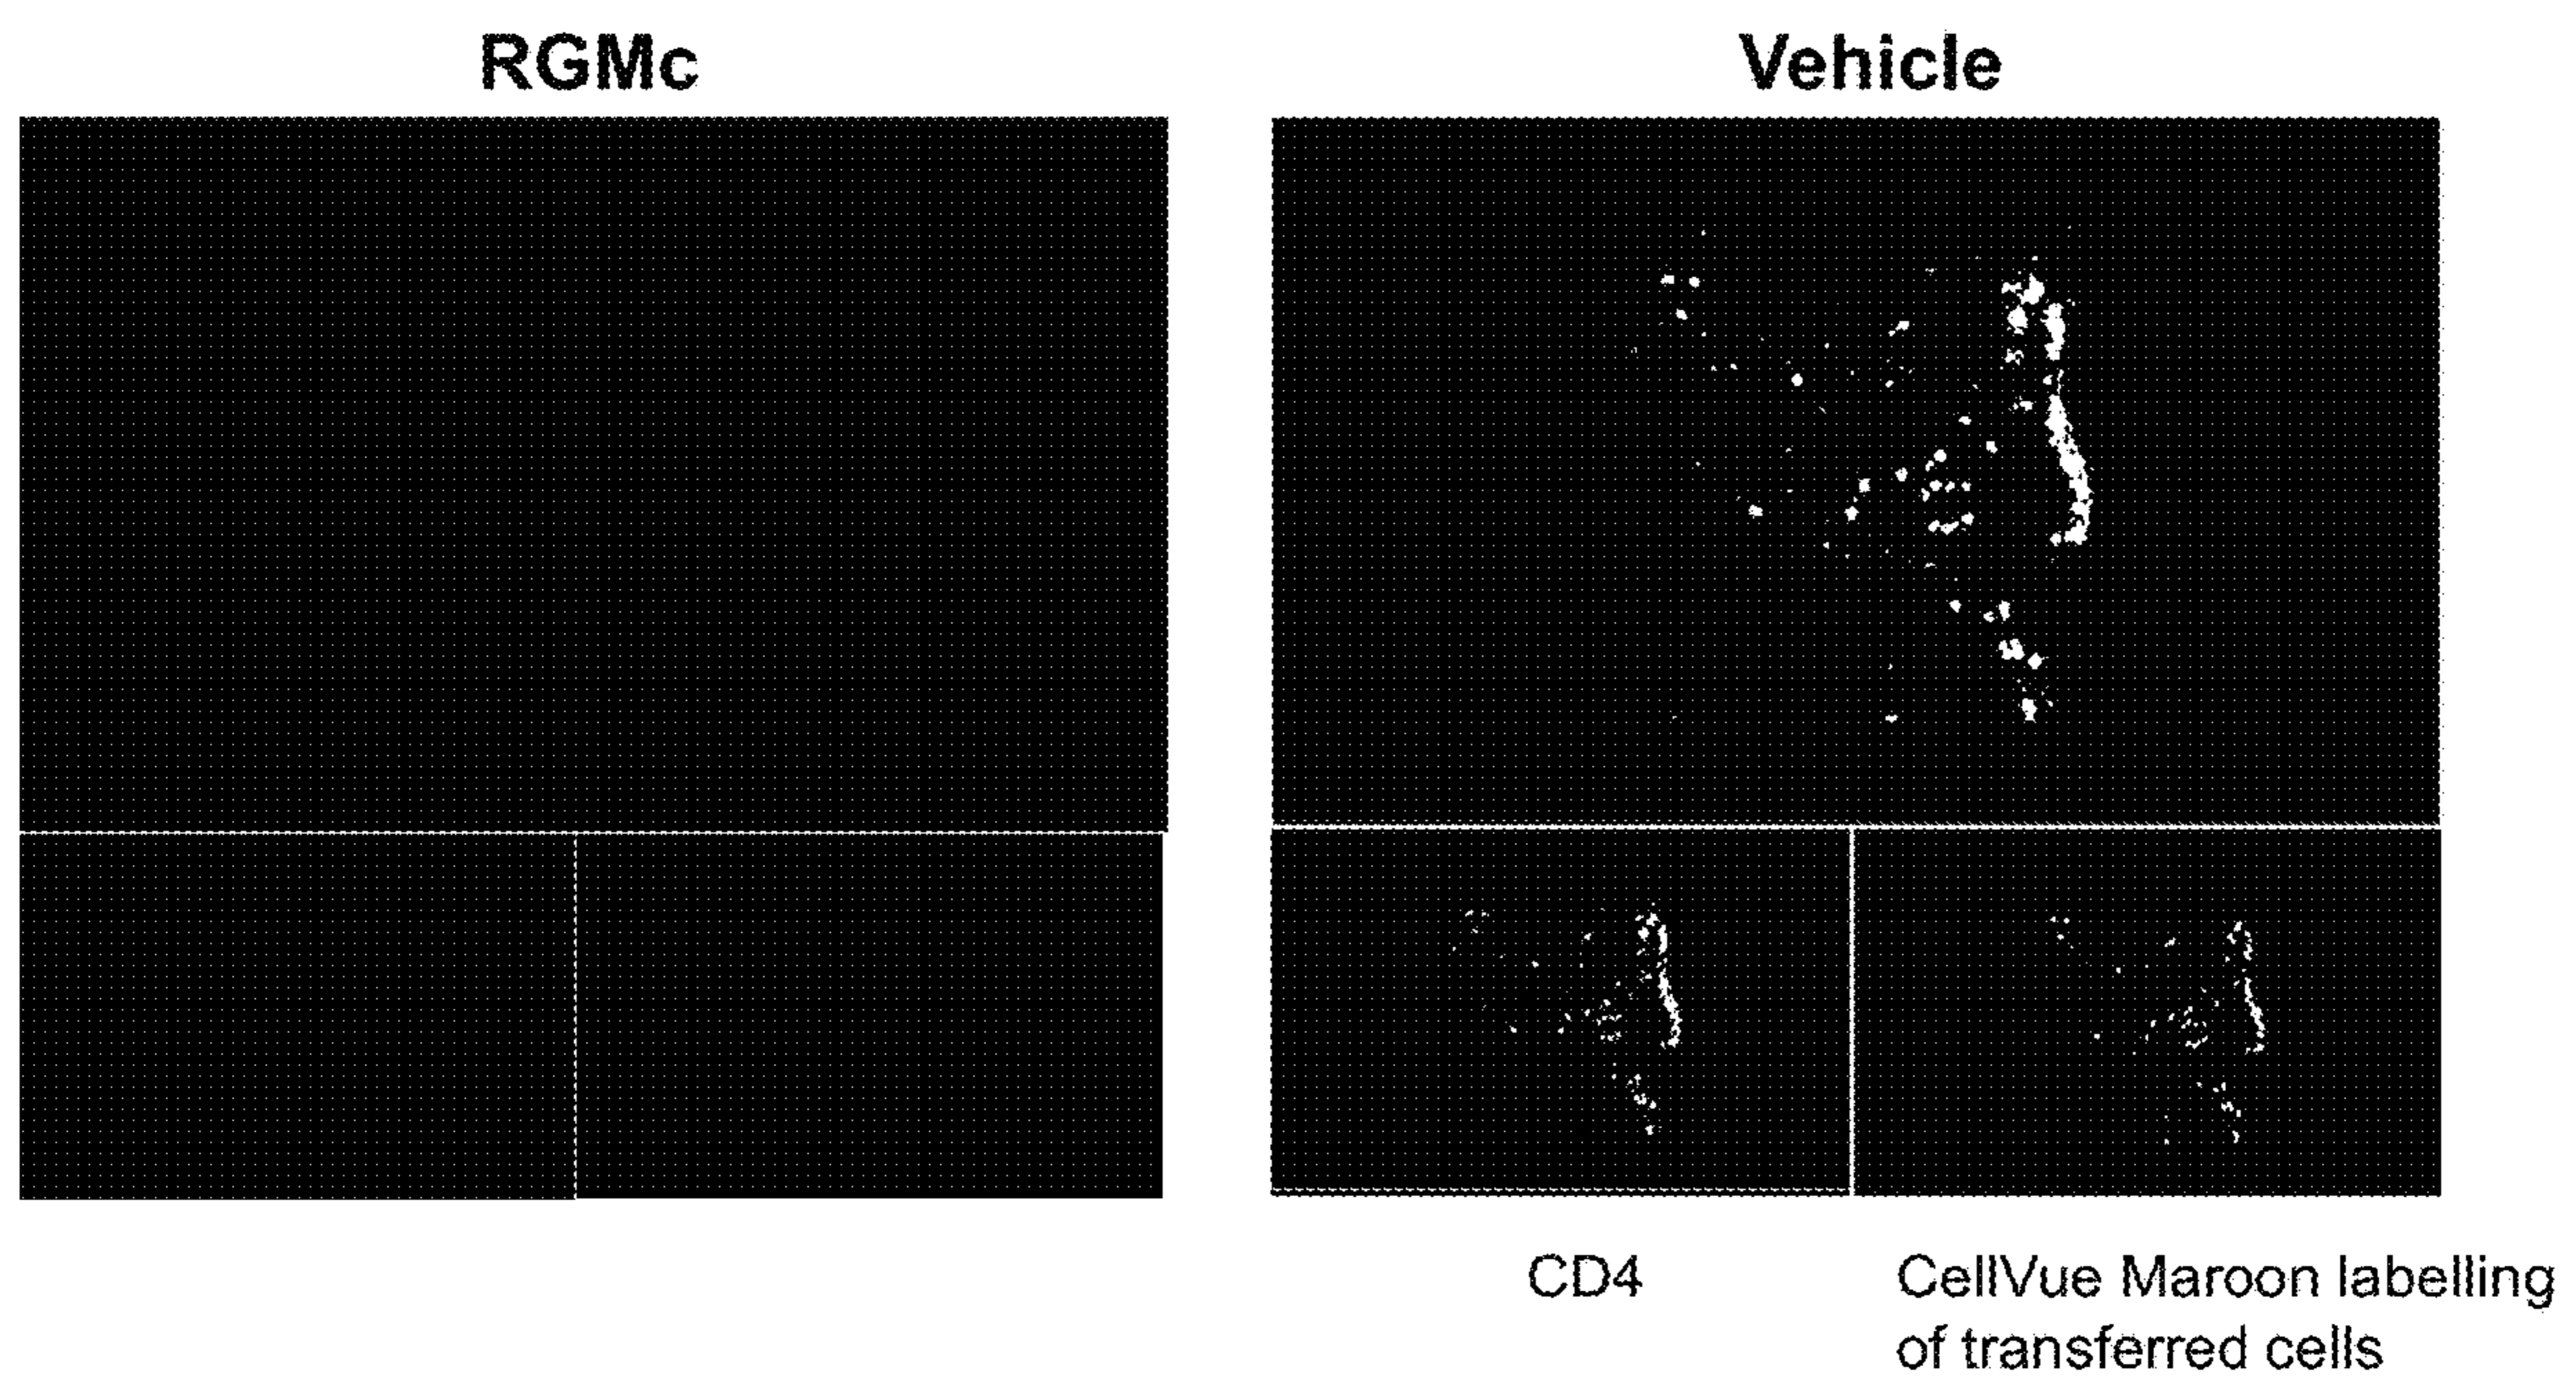 RGMc
Vehicle
CD4
CellVue Maroon labelling
of transferred cells